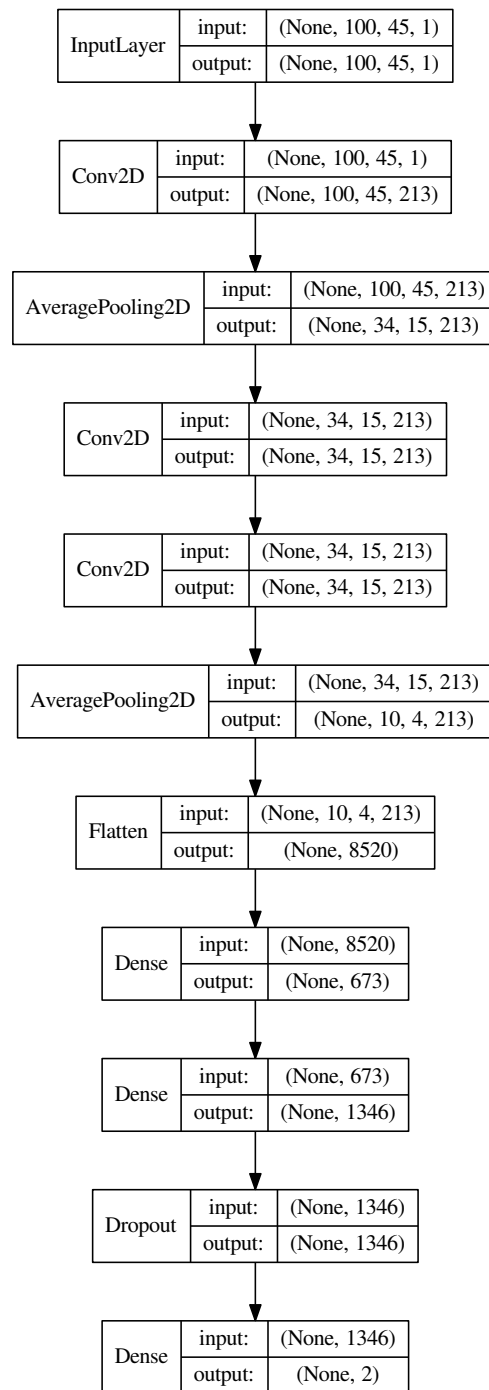 InputLayer
input: (None, 100, 45, 1)
output: (None, 100, 45, 1)
Conv2D
input: (None, 100, 45, 1)
output: (None, 100, 45, 213)
AveragePooling2D
input: (None, 100, 45, 213)
output: (None, 34, 15, 213)
Conv2D
input: (None, 34, 15, 213)
output: (None, 34, 15, 213)
Conv2D
input: (None, 34, 15, 213)
output: (None, 34, 15, 213)
AveragePooling2D
input: (None, 34, 15, 213)
output: (None, 10, 4, 213)
Flatten
input: (None, 10, 4, 213)
output: (None, 8520)
Dense
input: (None, 8520)
output: (None, 673)
Dense
input: (None, 673)
output: (None, 1346)
Dropout
input: (None, 1346)
output: (None, 1346)
Dense
input: (None, 1346)
output: (None, 2)